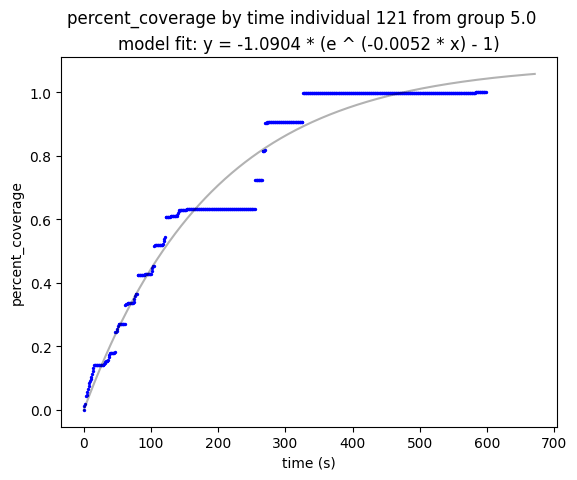 percent_coverage by time individual 121 from group 5.0
model fit: y = -1.0904 * (e ^ (-0.0052 * x) - 1)
percent_coverage
1.0
0.8
0.6
0.4
0.2
0.0
0 100 200 300 400 500 600 700
time (s)